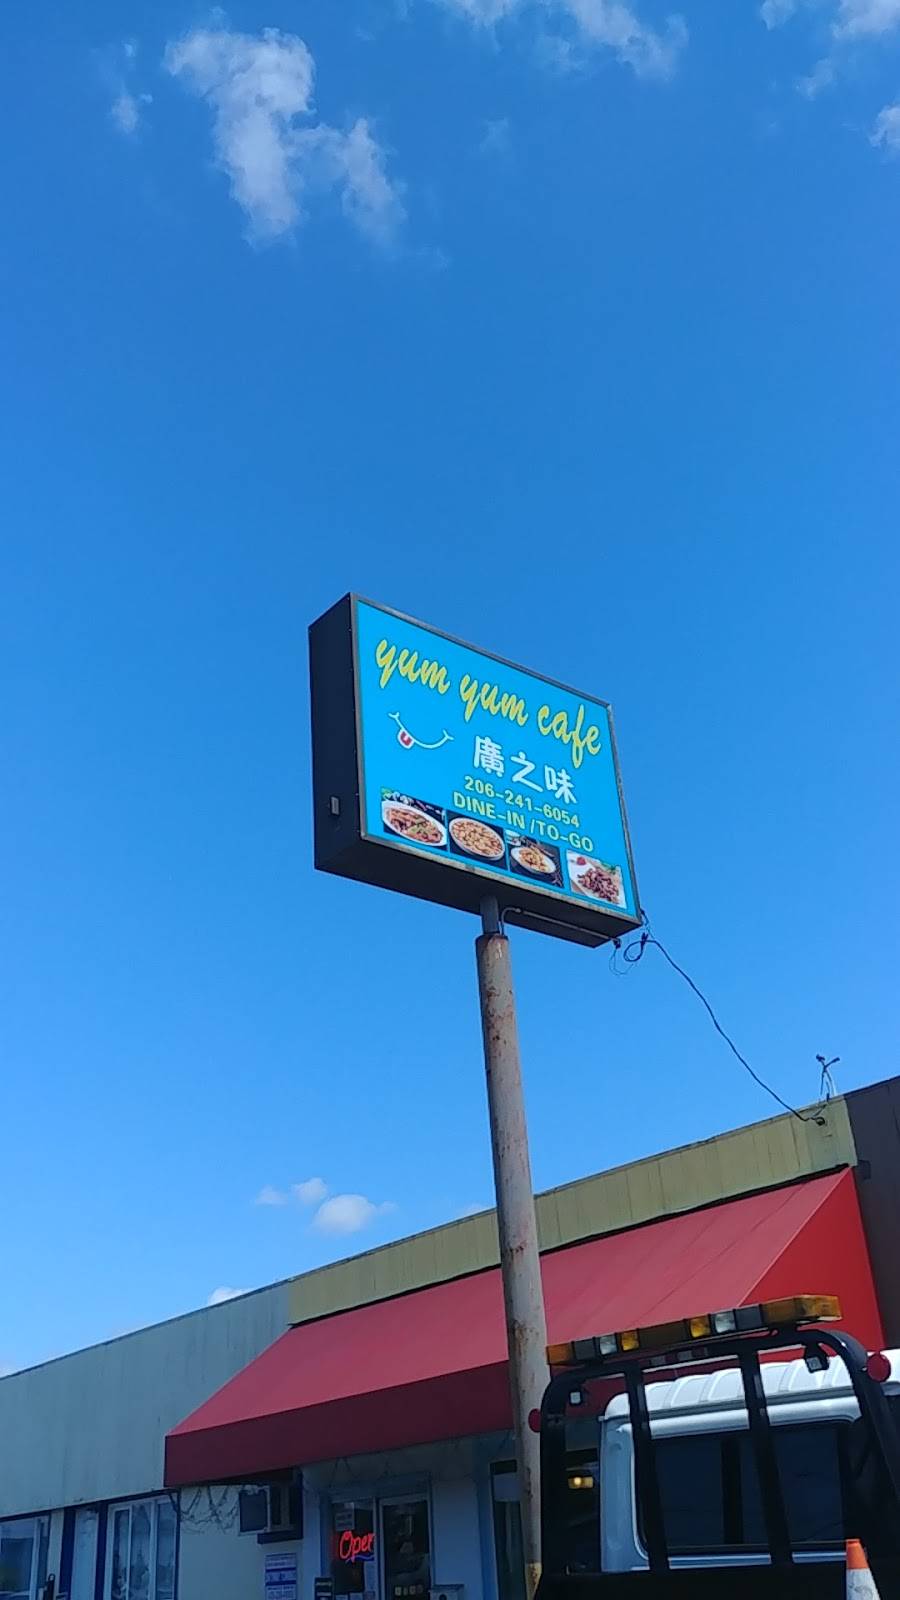 yum yum cafe
廣之味
206-241-6054
DINE-IN / TO-GO
Open